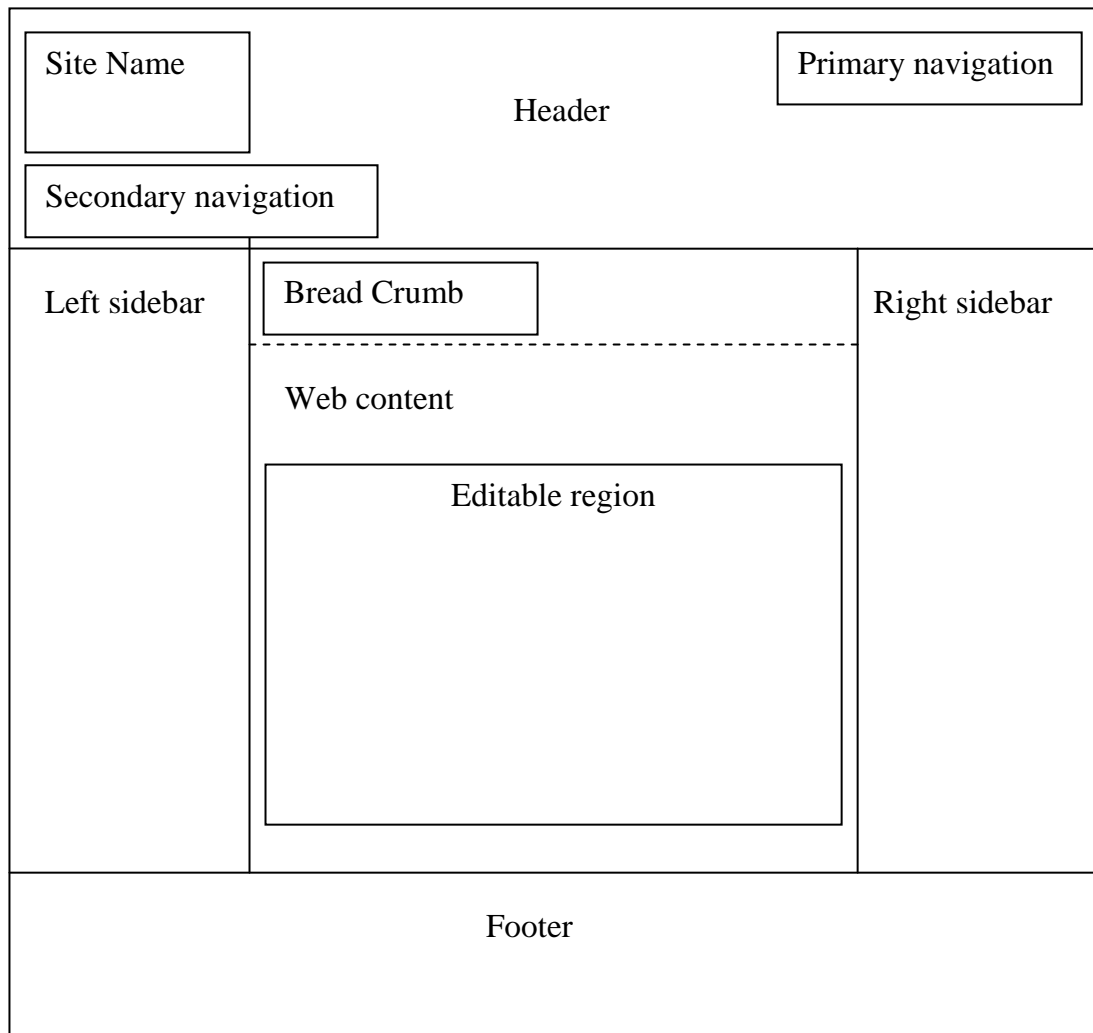 Site Name
Primary navigation
Header
Secondary navigation
Left sidebar
Bread Crumb
Right sidebar
Web content
Editable region
Footer